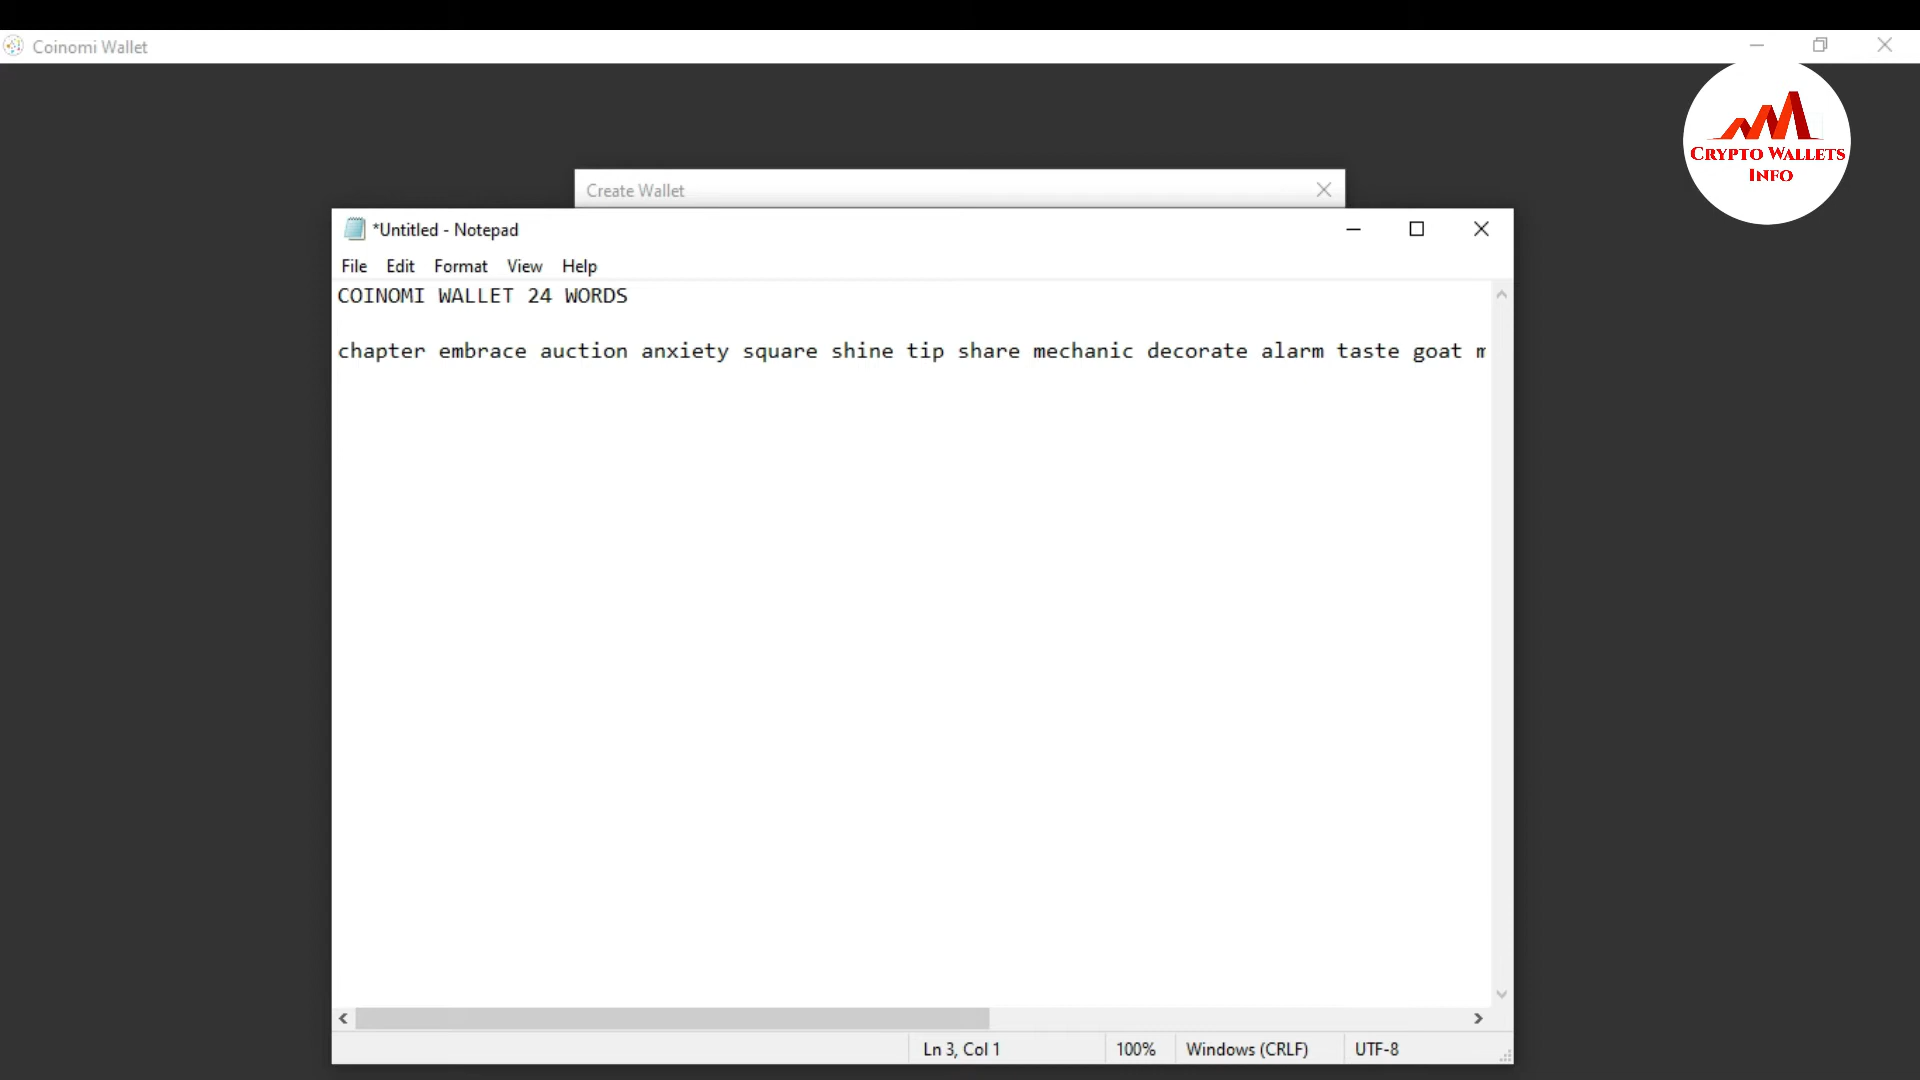 Coinomi Wallet
CRYPTO WALLETS
INFO
Create Wallet
*Untitled - Notepad
File Edit Format View Help
COINOMI WALLET 24 WORDS
chapter embrace auction anxiety square shine tip share mechanic decorate alarm taste goat m
Ln 3, Col 1 100% Windows (CRLF) UTF-8